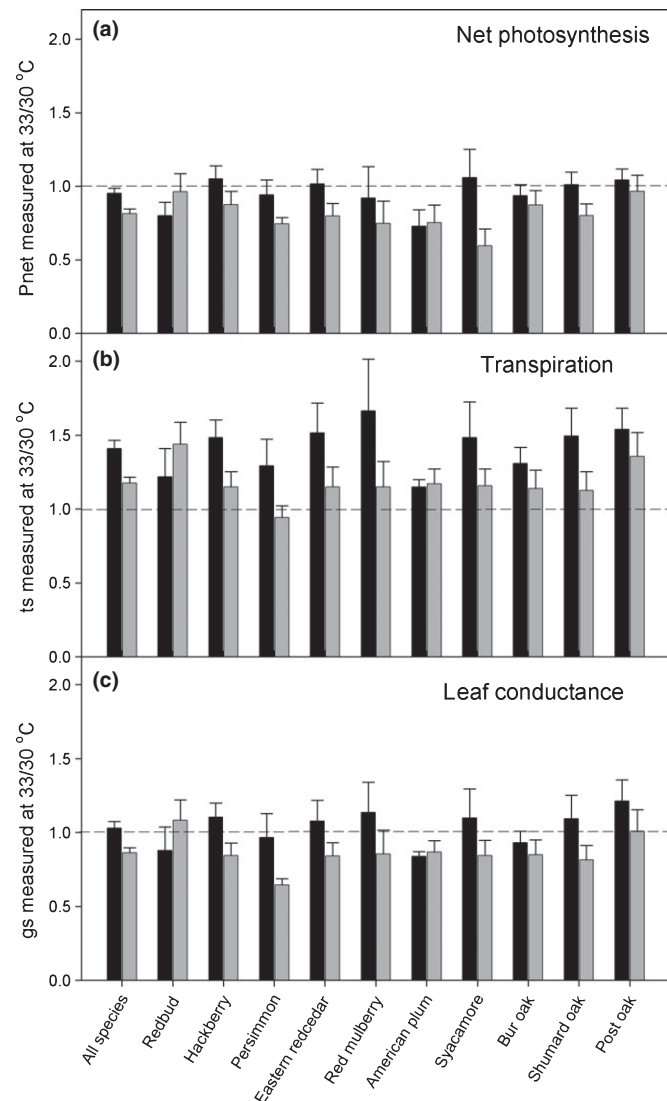 (a)
Net photosynthesis
Pnet measured at 33/30 °C
2.0
1.5
1.0
0.5
0.0
(b)
Transpiration
ts measured at 33/30 °C
2.0
1.5
1.0
0.5
0.0
(c)
Leaf conductance
gs measured at 33/30 °C
2.0
1.5
1.0
0.5
0.0
All species
Redbud
Hackberry
Persimmon
Eastern redcedar
Red mulberry
American plum
Syacamore
Bur oak
Shumard oak
Post oak